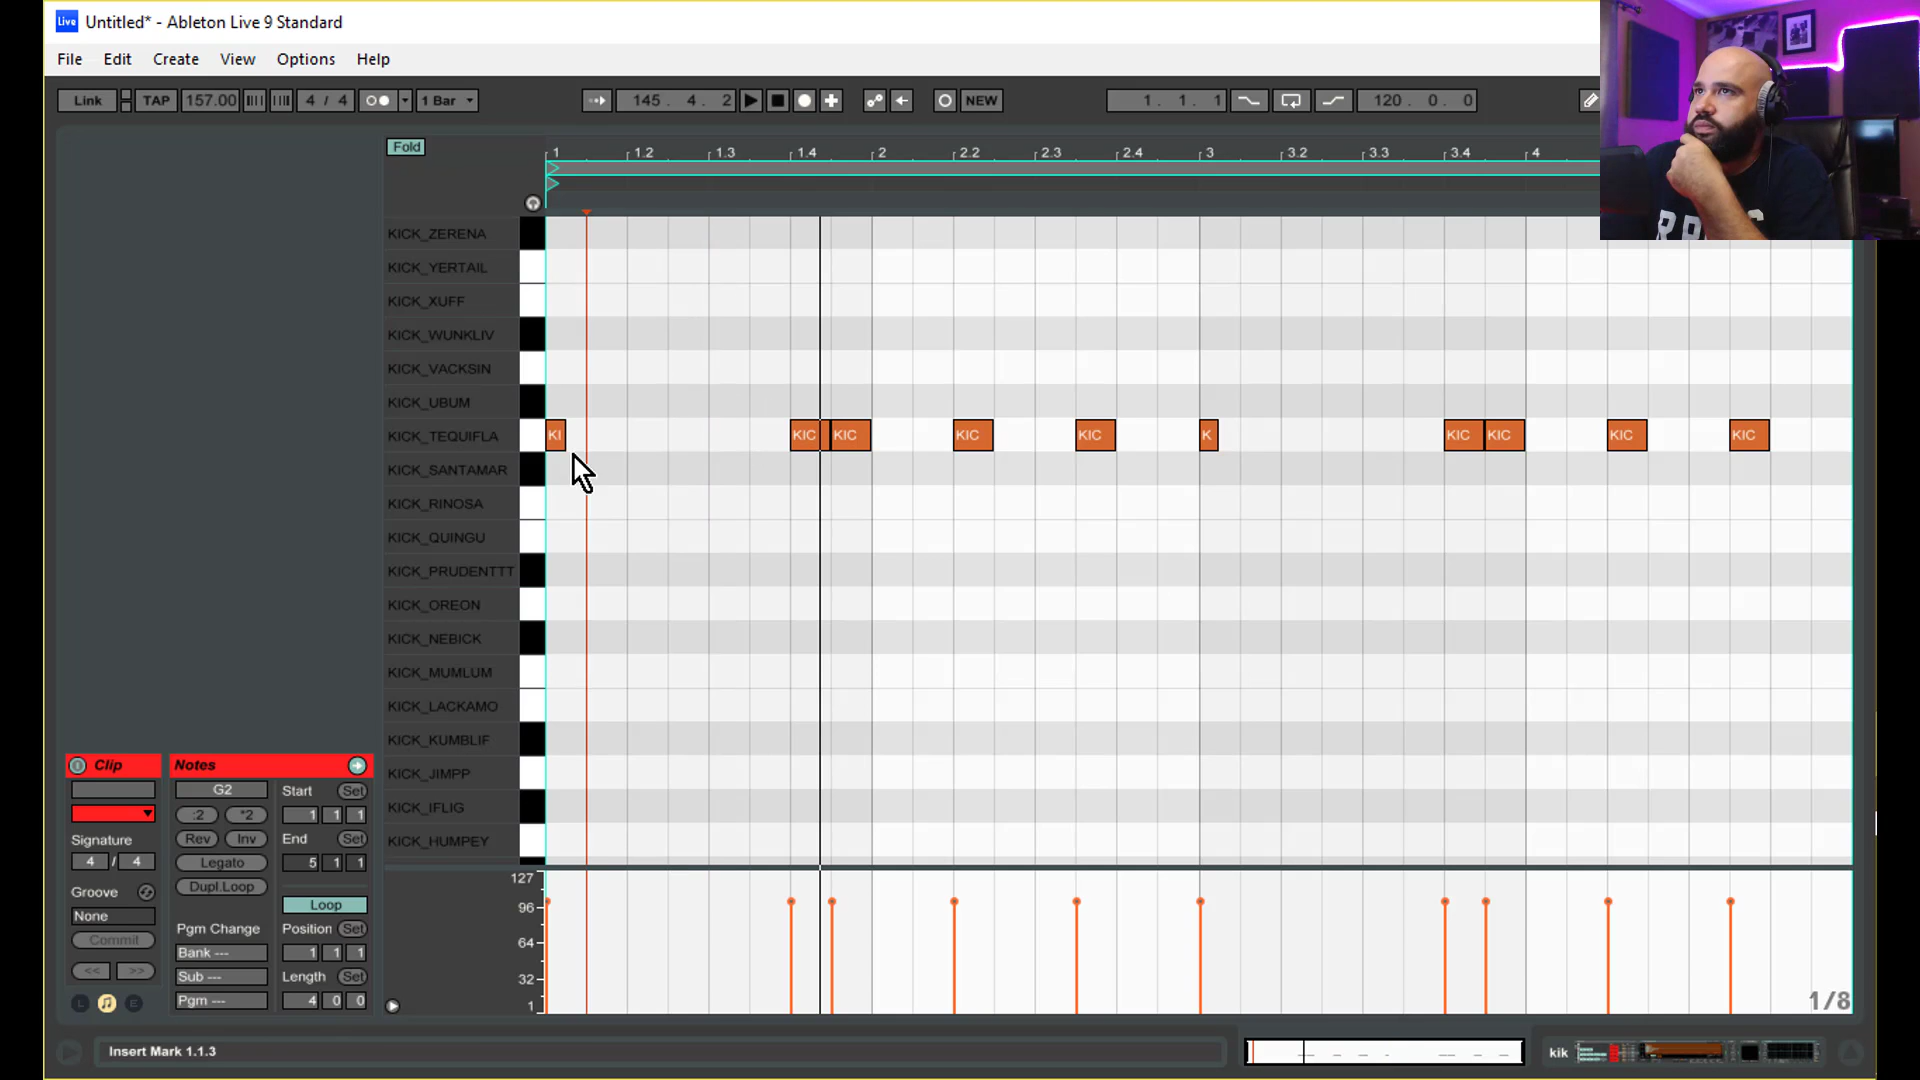 Live Untitled* - Ableton Live 9 Standard
File Edit Create View Options Help
Link TAP 157.00 4 / 4 1 Bar 145 . 4 . 2 NEW 1 . 1 . 1 120 . 0 . 0
Fold 1 1.2 1.3 1.4 2 2.2 2.3 2.4 3 3.2 3.3 3.4 4
KICK_ZERENA
KICK_YERTAIL
KICK_XUFF
KICK_WUNKLIV
KICK_VACKSIN
KICK_UBUM
KICK_TEQUIFLA KI KIC KIC KIC KIC K KIC KIC KIC KIC
KICK_SANTAMAR
KICK_RINOSA
KICK_QUINGU
KICK_PRUDENTTT
KICK_OREON
KICK_NEBICK
KICK_MUMLUM
KICK_LACKAMO
KICK_KUMBLIF
KICK_JIMPP
KICK_IFLIG
KICK_HUMPEY
Clip
Signature
4 / 4
Groove
None
Commit
<< >>
L E
Notes
G2
:2 *2
Rev Inv
Legato
Dupl.Loop
Pgm Change
Bank ---
Sub ---
Pgm ---
Start Set
1 1 1
End Set
5 1 1
Loop
Position Set
1 1 1
Length Set
4 0 0
127
96
64
32
1
1/8
Insert Mark 1.1.3
kik